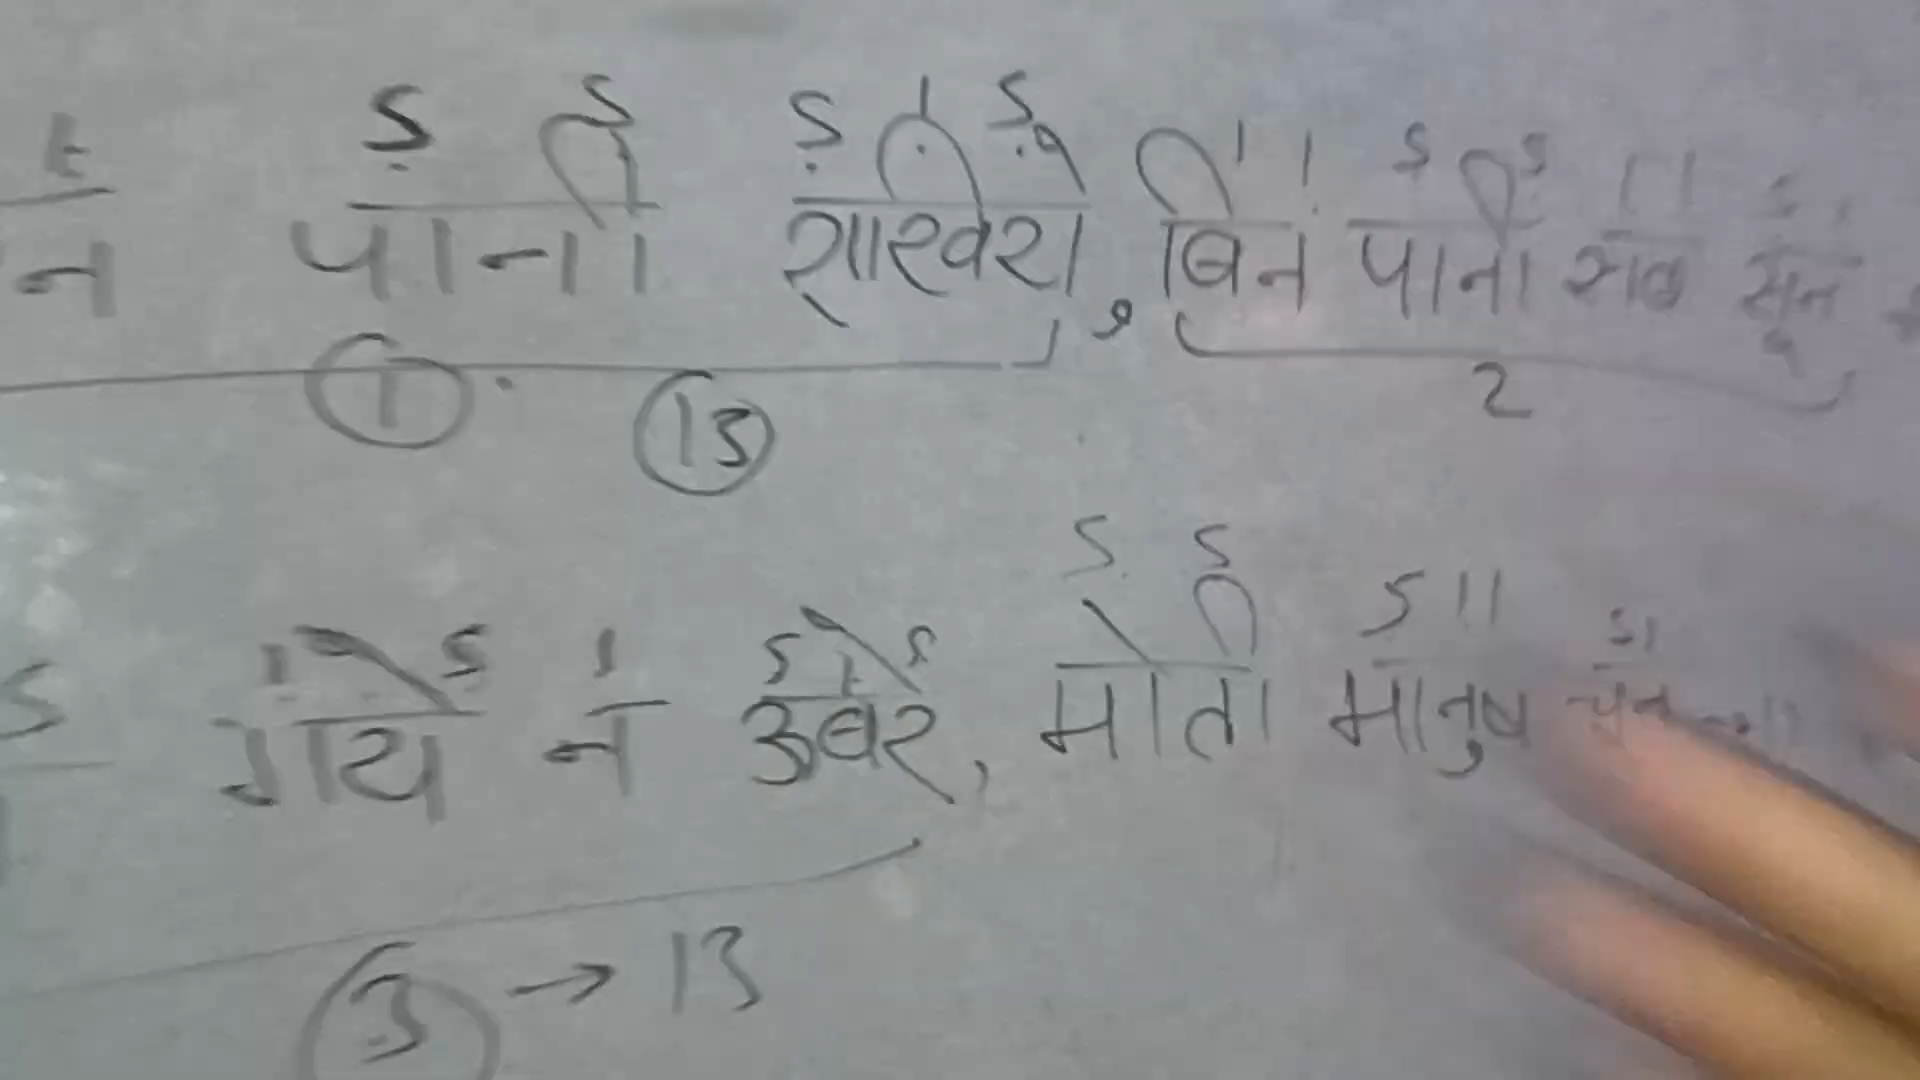 t S S S I S I I S S I I S I
न पानी राखिये, बिन पानी सब सून
1 13 2
S I S I S I S S S S I I S I
गये न ऊबरे, मोती मानुष चून
3 → 13